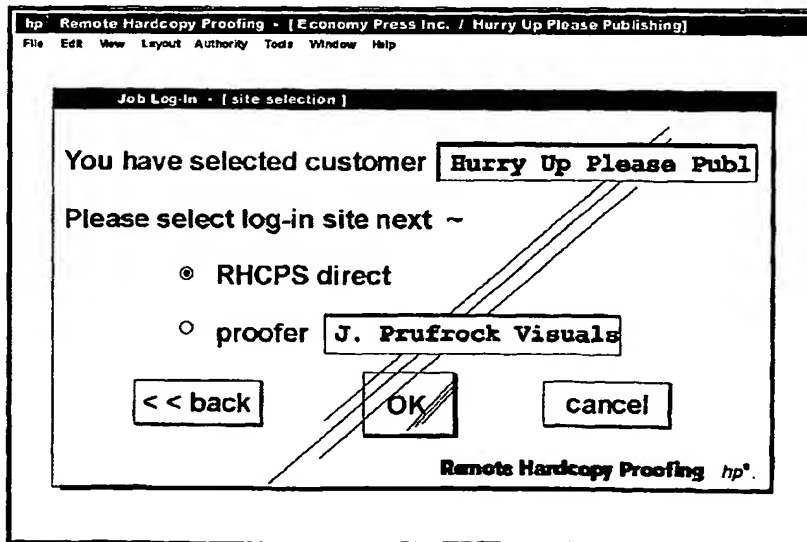 hp® Remote Hardcopy Proofing - [Economy Press Inc. / Hurry Up Please Publishing]
File Edit View Layout Authority Tools Window Help
Job Log-In - [ site selection ]
You have selected customer Hurry Up Please Publ
Please select log-in site next ~
RHCPS direct
proofer J. Prufrock Visuals
< < back OK cancel
Remote Hardcopy Proofing hp®.